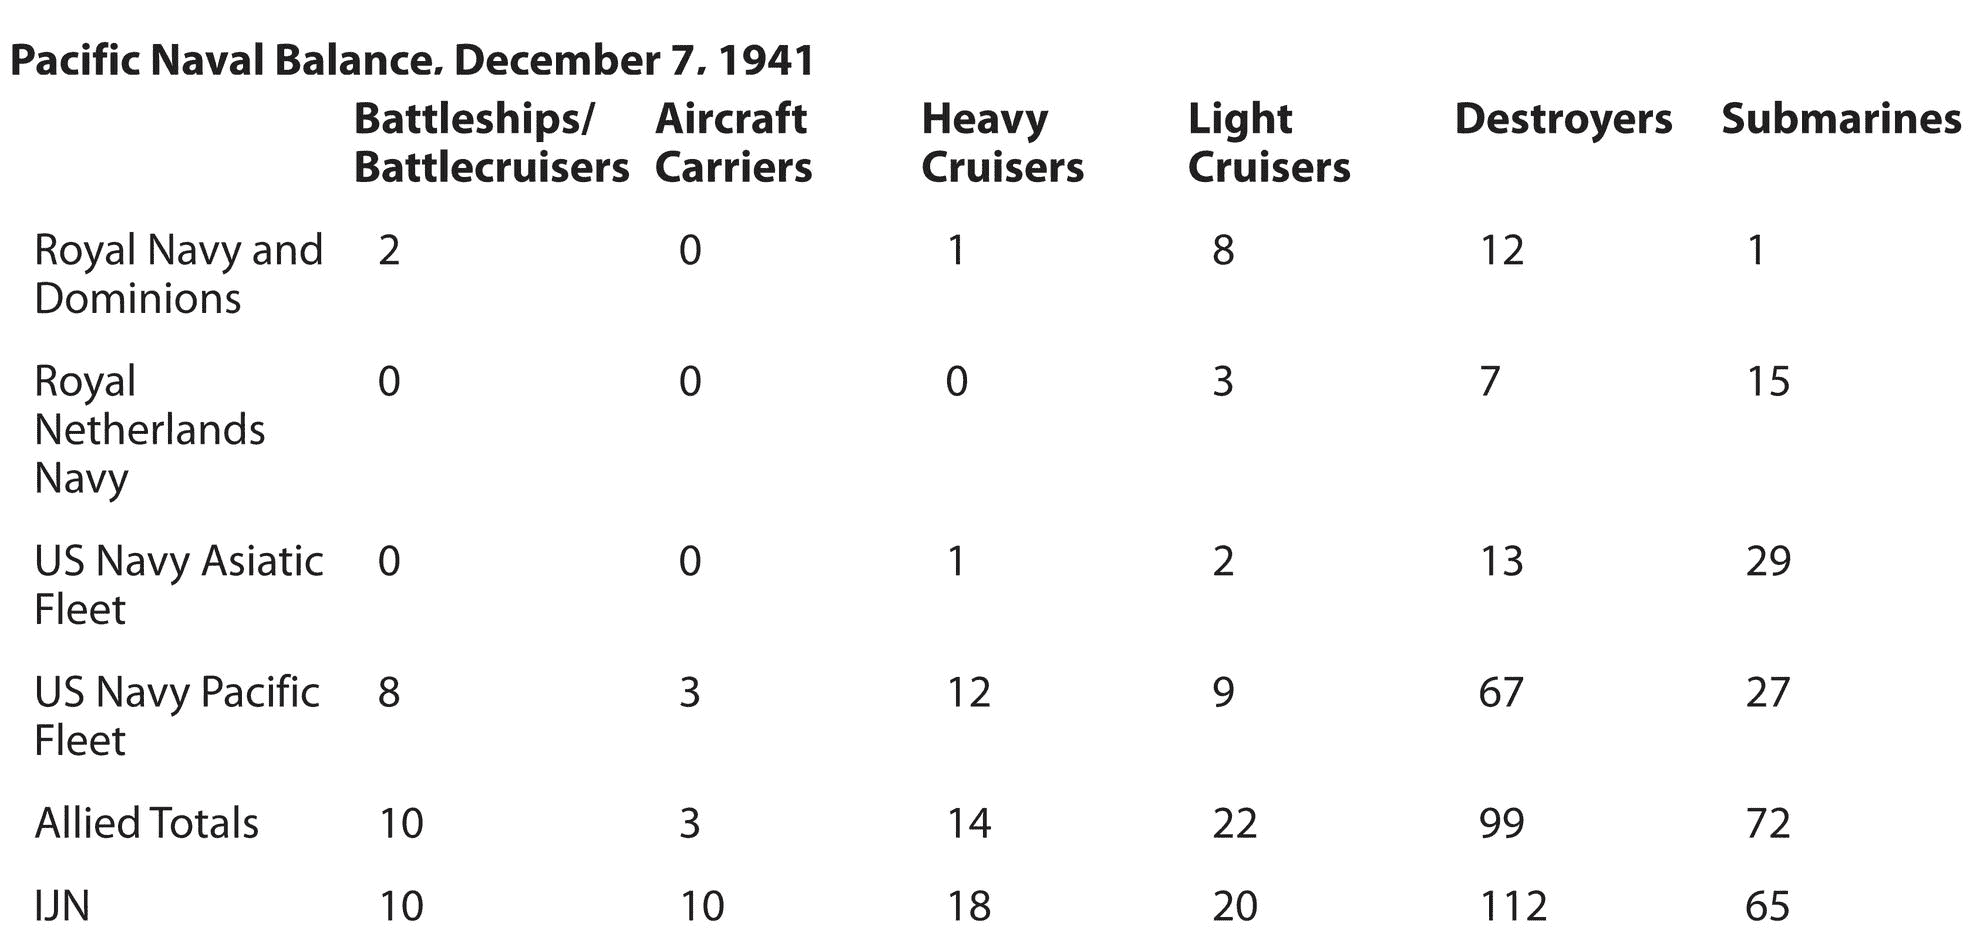 Pacific Naval Balance, December 7, 1941
Battleships/ Aircraft Heavy Light Destroyers Submarines
Battlecruisers Carriers Cruisers Cruisers
Royal Navy and 2 0 1 8 12 1
Dominions
Royal 0 0 0 3 7 15
Netherlands
Navy
US Navy Asiatic 0 0 1 2 13 29
Fleet
US Navy Pacific 8 3 12 9 67 27
Fleet
Allied Totals 10 3 14 22 99 72
IJN 10 10 18 20 112 65